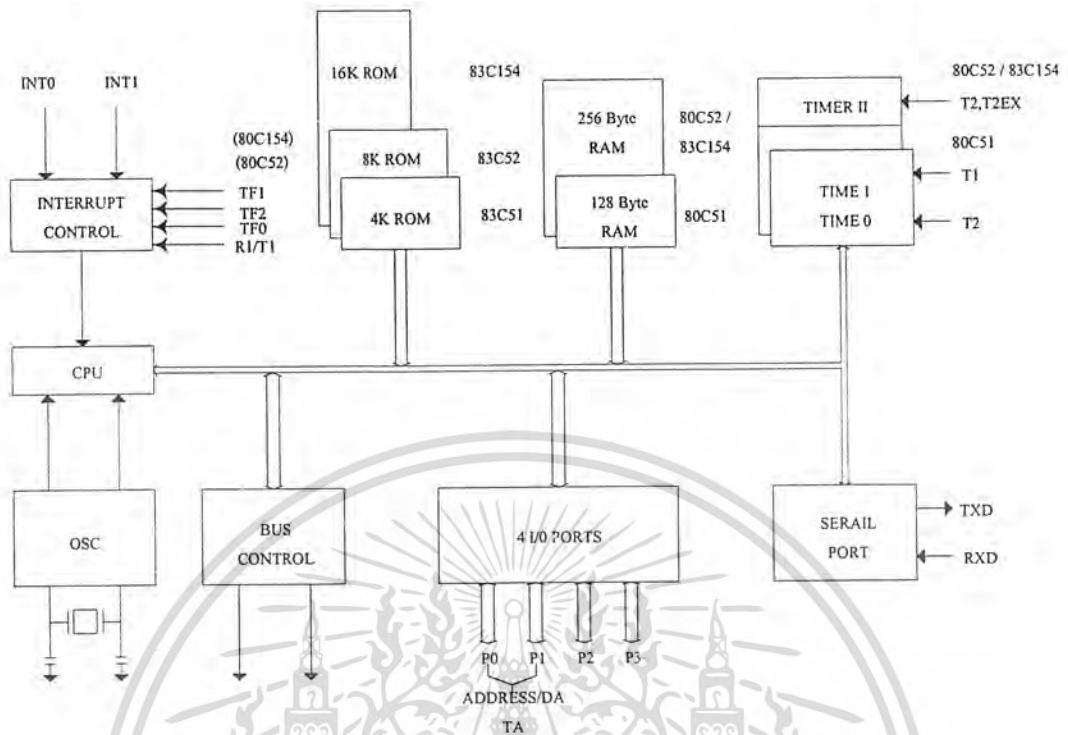 INT0
INT1
INTERRUPT
CONTROL
(80C154)
(80C52)
TF1
TF2
TF0
R1/T1
16K ROM
83C154
8K ROM
83C52
4K ROM
83C51
256 Byte
RAM
80C52 /
83C154
128 Byte
RAM
80C51
80C52 / 83C154
TIMER II
T2,T2EX
80C51
TIME 1
T1
TIME 0
T2
CPU
OSC
BUS
CONTROL
4 I/0 PORTS
SERAIL
PORT
TXD
RXD
P0
P1
P2
P3
ADDRESS/DA
TA